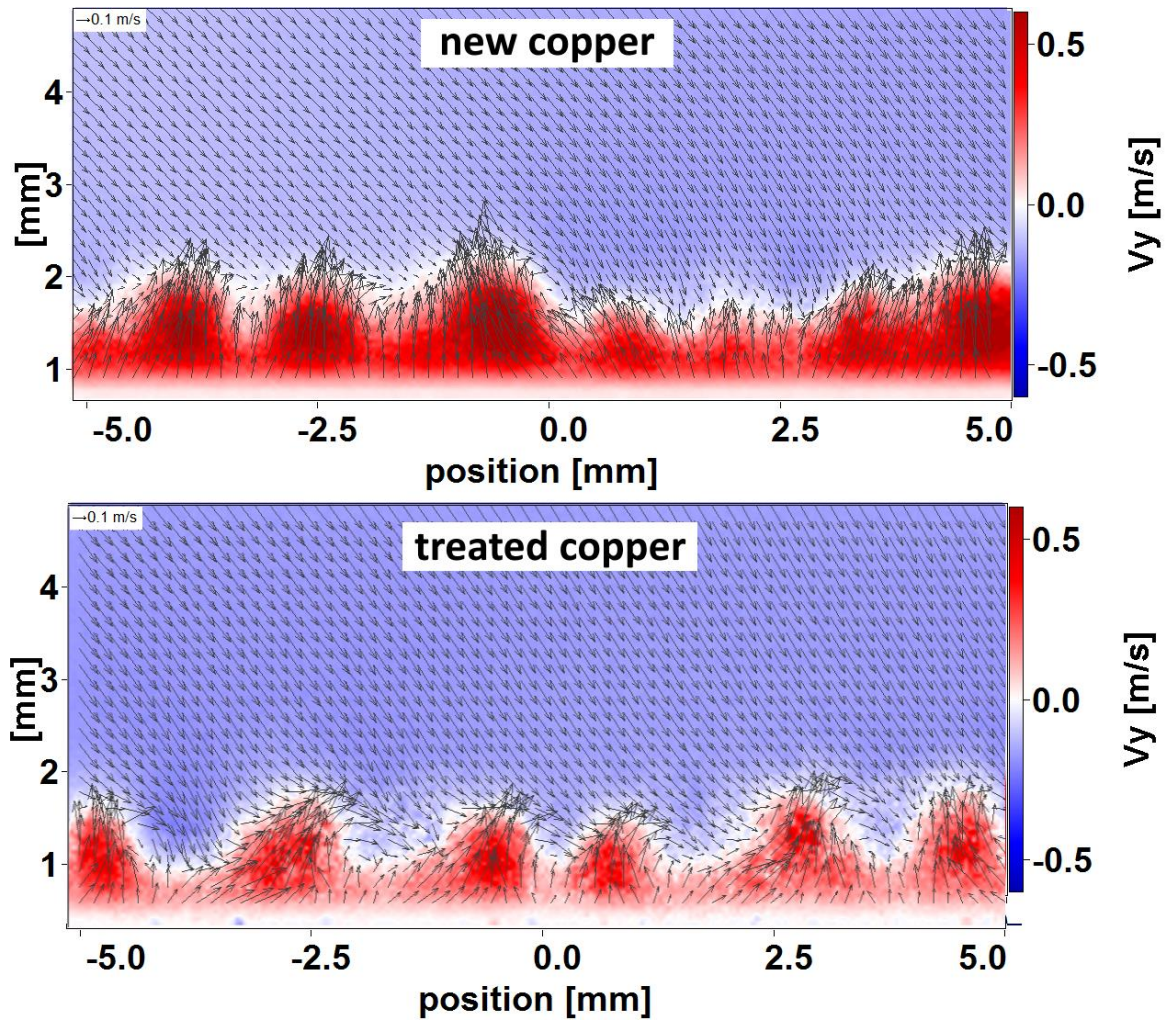 →0.1 m/s
new copper
4
3
2
1
[mm]
-5.0 -2.5 0.0 2.5 5.0
position [mm]
0.5
0.0
-0.5
Vy [m/s]
→0.1 m/s
treated copper
4
3
2
1
[mm]
-5.0 -2.5 0.0 2.5 5.0
position [mm]
0.5
0.0
-0.5
Vy [m/s]